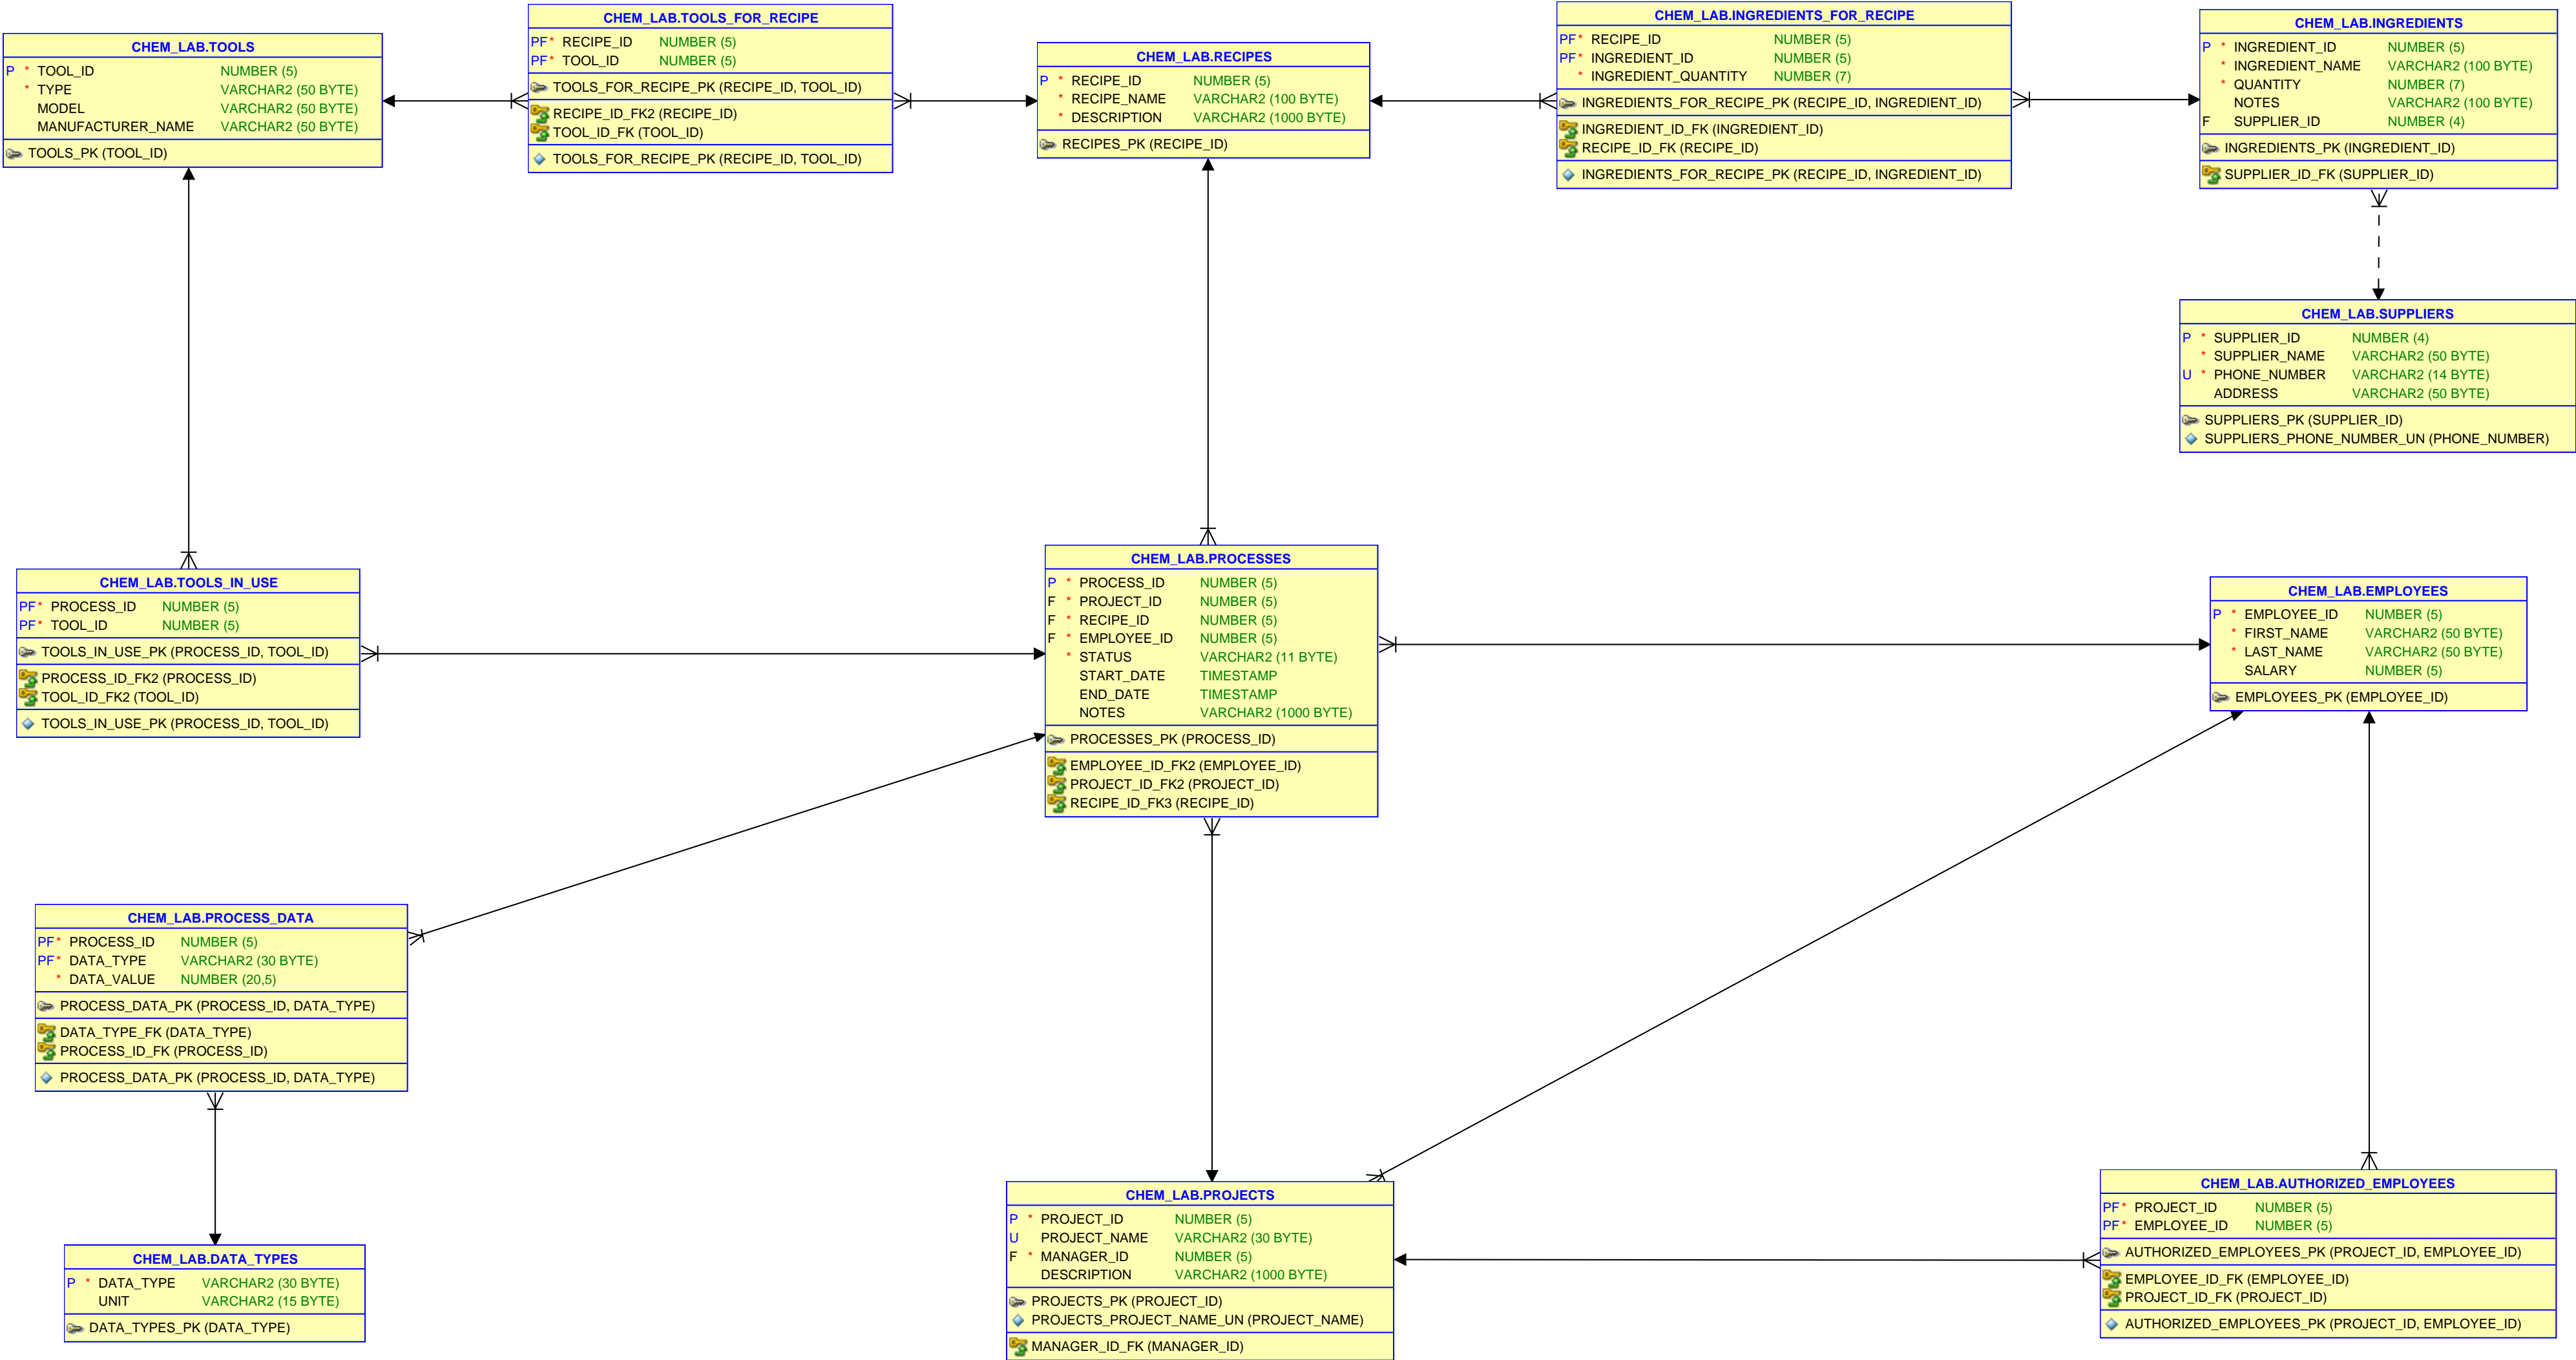 CHEM_LAB.TOOLS
P * TOOL_ID NUMBER (5)
* TYPE VARCHAR2 (50 BYTE)
MODEL VARCHAR2 (50 BYTE)
MANUFACTURER_NAME VARCHAR2 (50 BYTE)
TOOLS_PK (TOOL_ID)
CHEM_LAB.TOOLS_FOR_RECIPE
PF* RECIPE_ID NUMBER (5)
PF* TOOL_ID NUMBER (5)
TOOLS_FOR_RECIPE_PK (RECIPE_ID, TOOL_ID)
RECIPE_ID_FK2 (RECIPE_ID)
TOOL_ID_FK (TOOL_ID)
TOOLS_FOR_RECIPE_PK (RECIPE_ID, TOOL_ID)
CHEM_LAB.RECIPES
P * RECIPE_ID NUMBER (5)
* RECIPE_NAME VARCHAR2 (100 BYTE)
* DESCRIPTION VARCHAR2 (1000 BYTE)
RECIPES_PK (RECIPE_ID)
CHEM_LAB.INGREDIENTS_FOR_RECIPE
PF* RECIPE_ID NUMBER (5)
PF* INGREDIENT_ID NUMBER (5)
* INGREDIENT_QUANTITY NUMBER (7)
INGREDIENTS_FOR_RECIPE_PK (RECIPE_ID, INGREDIENT_ID)
INGREDIENT_ID_FK (INGREDIENT_ID)
RECIPE_ID_FK (RECIPE_ID)
INGREDIENTS_FOR_RECIPE_PK (RECIPE_ID, INGREDIENT_ID)
CHEM_LAB.INGREDIENTS
P * INGREDIENT_ID NUMBER (5)
* INGREDIENT_NAME VARCHAR2 (100 BYTE)
* QUANTITY NUMBER (7)
NOTES VARCHAR2 (100 BYTE)
F SUPPLIER_ID NUMBER (4)
INGREDIENTS_PK (INGREDIENT_ID)
SUPPLIER_ID_FK (SUPPLIER_ID)
CHEM_LAB.SUPPLIERS
P * SUPPLIER_ID NUMBER (4)
* SUPPLIER_NAME VARCHAR2 (50 BYTE)
U * PHONE_NUMBER VARCHAR2 (14 BYTE)
ADDRESS VARCHAR2 (50 BYTE)
SUPPLIERS_PK (SUPPLIER_ID)
SUPPLIERS_PHONE_NUMBER_UN (PHONE_NUMBER)
CHEM_LAB.TOOLS_IN_USE
PF* PROCESS_ID NUMBER (5)
PF* TOOL_ID NUMBER (5)
TOOLS_IN_USE_PK (PROCESS_ID, TOOL_ID)
PROCESS_ID_FK2 (PROCESS_ID)
TOOL_ID_FK2 (TOOL_ID)
TOOLS_IN_USE_PK (PROCESS_ID, TOOL_ID)
CHEM_LAB.PROCESSES
P * PROCESS_ID NUMBER (5)
F * PROJECT_ID NUMBER (5)
F * RECIPE_ID NUMBER (5)
F * EMPLOYEE_ID NUMBER (5)
* STATUS VARCHAR2 (11 BYTE)
START_DATE TIMESTAMP
END_DATE TIMESTAMP
NOTES VARCHAR2 (1000 BYTE)
PROCESSES_PK (PROCESS_ID)
EMPLOYEE_ID_FK2 (EMPLOYEE_ID)
PROJECT_ID_FK2 (PROJECT_ID)
RECIPE_ID_FK3 (RECIPE_ID)
CHEM_LAB.EMPLOYEES
P * EMPLOYEE_ID NUMBER (5)
* FIRST_NAME VARCHAR2 (50 BYTE)
* LAST_NAME VARCHAR2 (50 BYTE)
SALARY NUMBER (5)
EMPLOYEES_PK (EMPLOYEE_ID)
CHEM_LAB.PROCESS_DATA
PF* PROCESS_ID NUMBER (5)
PF* DATA_TYPE VARCHAR2 (30 BYTE)
* DATA_VALUE NUMBER (20,5)
PROCESS_DATA_PK (PROCESS_ID, DATA_TYPE)
DATA_TYPE_FK (DATA_TYPE)
PROCESS_ID_FK (PROCESS_ID)
PROCESS_DATA_PK (PROCESS_ID, DATA_TYPE)
CHEM_LAB.DATA_TYPES
P * DATA_TYPE VARCHAR2 (30 BYTE)
UNIT VARCHAR2 (15 BYTE)
DATA_TYPES_PK (DATA_TYPE)
CHEM_LAB.PROJECTS
P * PROJECT_ID NUMBER (5)
U PROJECT_NAME VARCHAR2 (30 BYTE)
F * MANAGER_ID NUMBER (5)
DESCRIPTION VARCHAR2 (1000 BYTE)
PROJECTS_PK (PROJECT_ID)
PROJECTS_PROJECT_NAME_UN (PROJECT_NAME)
MANAGER_ID_FK (MANAGER_ID)
CHEM_LAB.AUTHORIZED_EMPLOYEES
PF* PROJECT_ID NUMBER (5)
PF* EMPLOYEE_ID NUMBER (5)
AUTHORIZED_EMPLOYEES_PK (PROJECT_ID, EMPLOYEE_ID)
EMPLOYEE_ID_FK (EMPLOYEE_ID)
PROJECT_ID_FK (PROJECT_ID)
AUTHORIZED_EMPLOYEES_PK (PROJECT_ID, EMPLOYEE_ID)